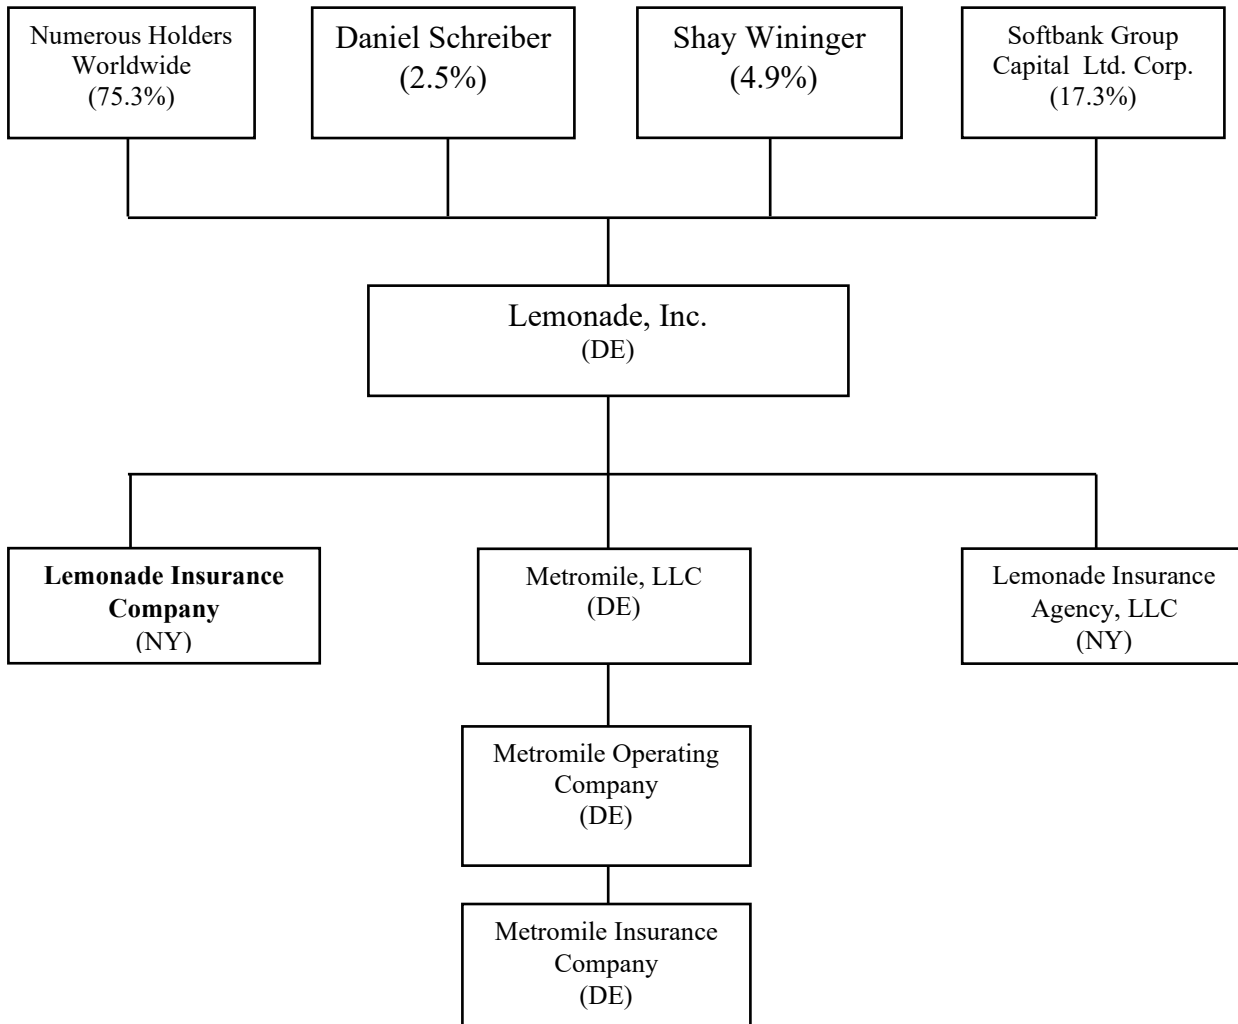 Numerous Holders
Worldwide
(75.3%)
Daniel Schreiber
(2.5%)
Shay Wininger
(4.9%)
Softbank Group
Capital Ltd. Corp.
(17.3%)
Lemonade, Inc.
(DE)
Lemonade Insurance
Company
(NY)
Metromile, LLC
(DE)
Lemonade Insurance
Agency, LLC
(NY)
Metromile Operating
Company
(DE)
Metromile Insurance
Company
(DE)